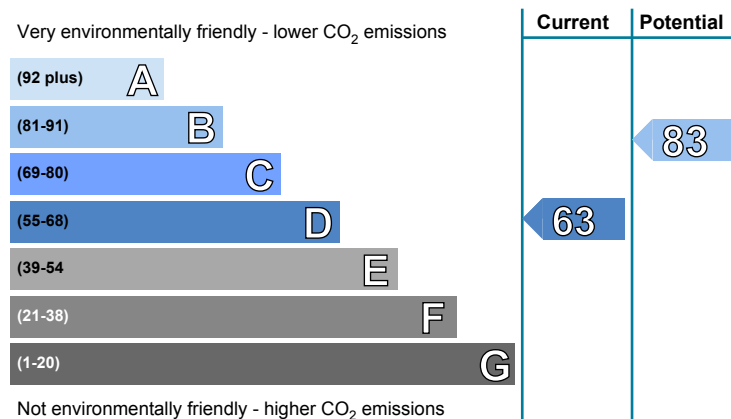 Very environmentally friendly - lower CO₂ emissions
Current
Potential
(92 plus) A
(81-91) B
(69-80) C
(55-68) D
(39-54 E
(21-38) F
(1-20) G
83
63
Not environmentally friendly - higher CO₂ emissions